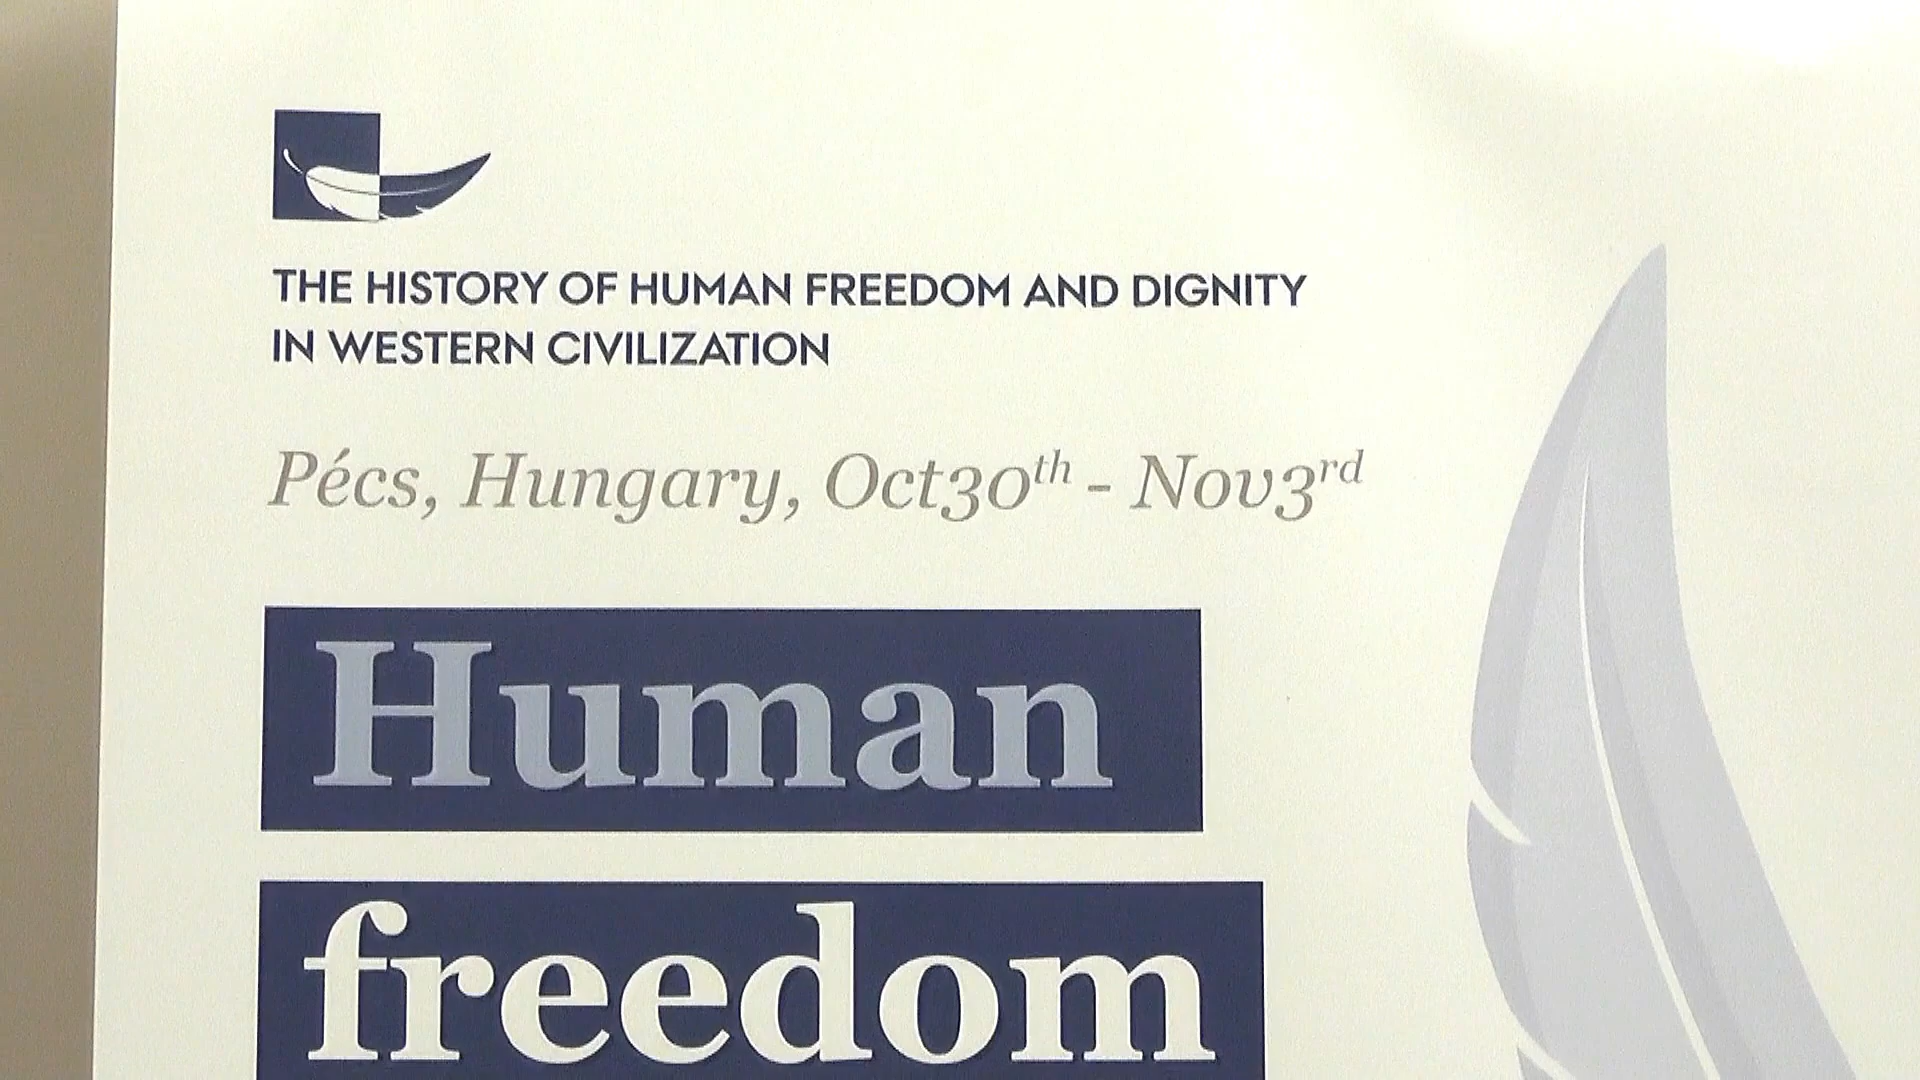 THE HISTORY OF HUMAN FREEDOM AND DIGNITY
IN WESTERN CIVILIZATION
Pécs, Hungary, Oct30th - Nov3rd
Human
freedom